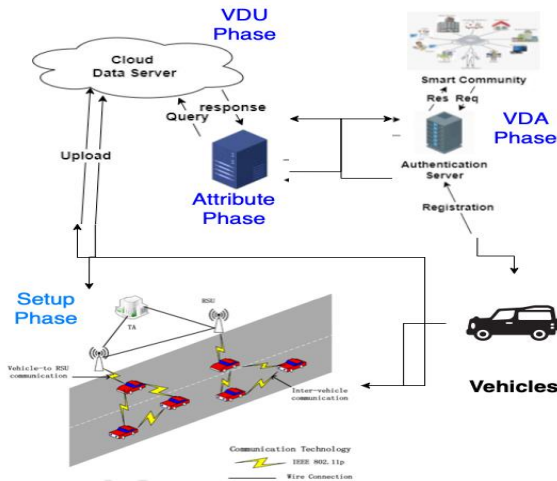 VDU
Phase
Cloud
Data Server
Smart Community
response
Query
Res Req
VDA
Phase
Upload
Attribute
Phase
Authentication
Server
Registration
Setup
Phase
RSU
TA
Vehicle-to RSU
communication
Inter-vehicle
communication
Vehicles
Communication Technology
IEEE 802.11p
Wire Connection